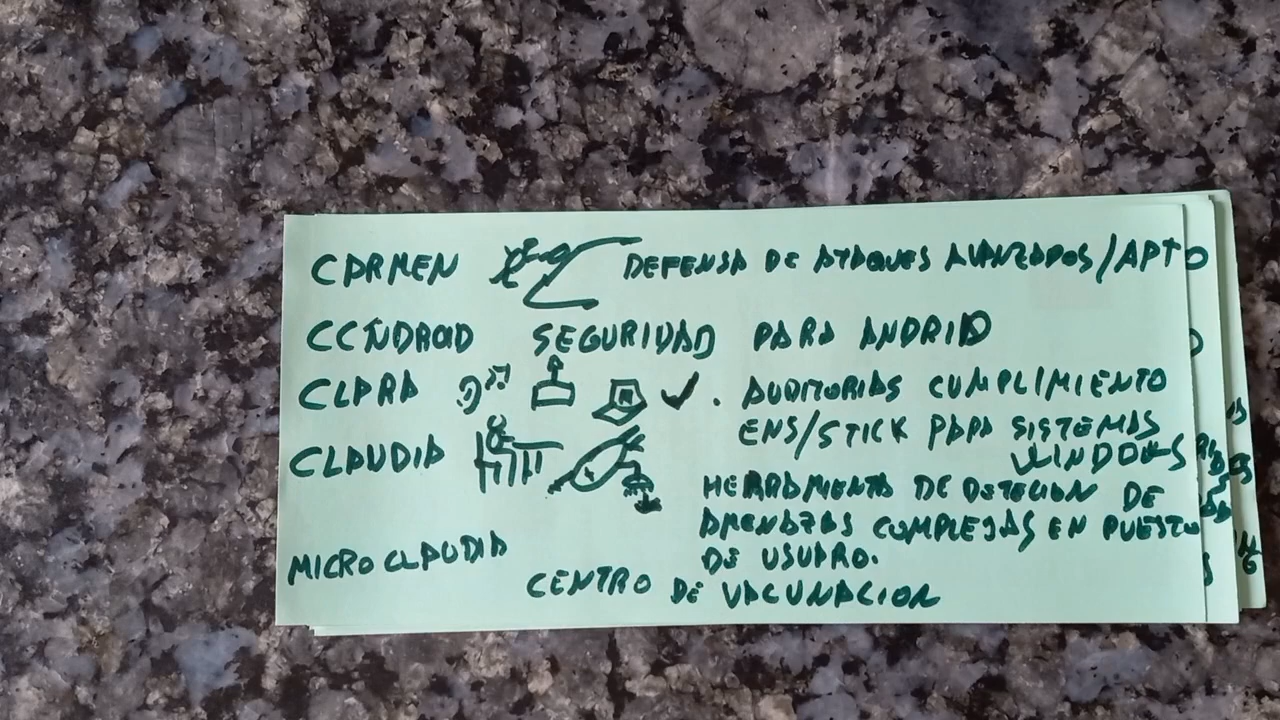 CARMEN DEFENSA DE ATAQUES AVANZADOS/APT
CCNDROID SEGURIDAD PARA ANDRID
CLARA AUDITORIAS CUMPLIMIENTO
ENS/STICK PARA SISTEMAS
WINDOWS
CLAUDIA
HERRAMIENTA DE DETECION DE
AMENAZAS COMPLEJAS EN PUESTO
DE USUARO.
MICROCLAUDIA
CENTRO DE VACUNACION